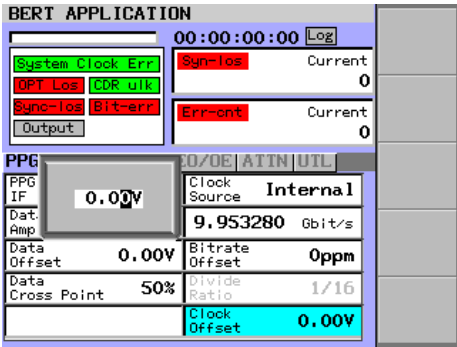 BERT APPLICATION
00:00:00:00 Log
System Clock Err
OPT Los CDR ulk
Sync-los Bit-err
Output
Syn-los Current
0
Err-cnt Current
0
PPG EO/OE ATTN UTL
PPG
IF
0.00V
Clock
Source Internal
Dat
Amp
9.953280 Gbit/s
Data
Offset 0.00V
Bitrate
Offset 0ppm
Data
Cross Point 50%
Divide
Ratio 1/16
Clock
Offset 0.00V